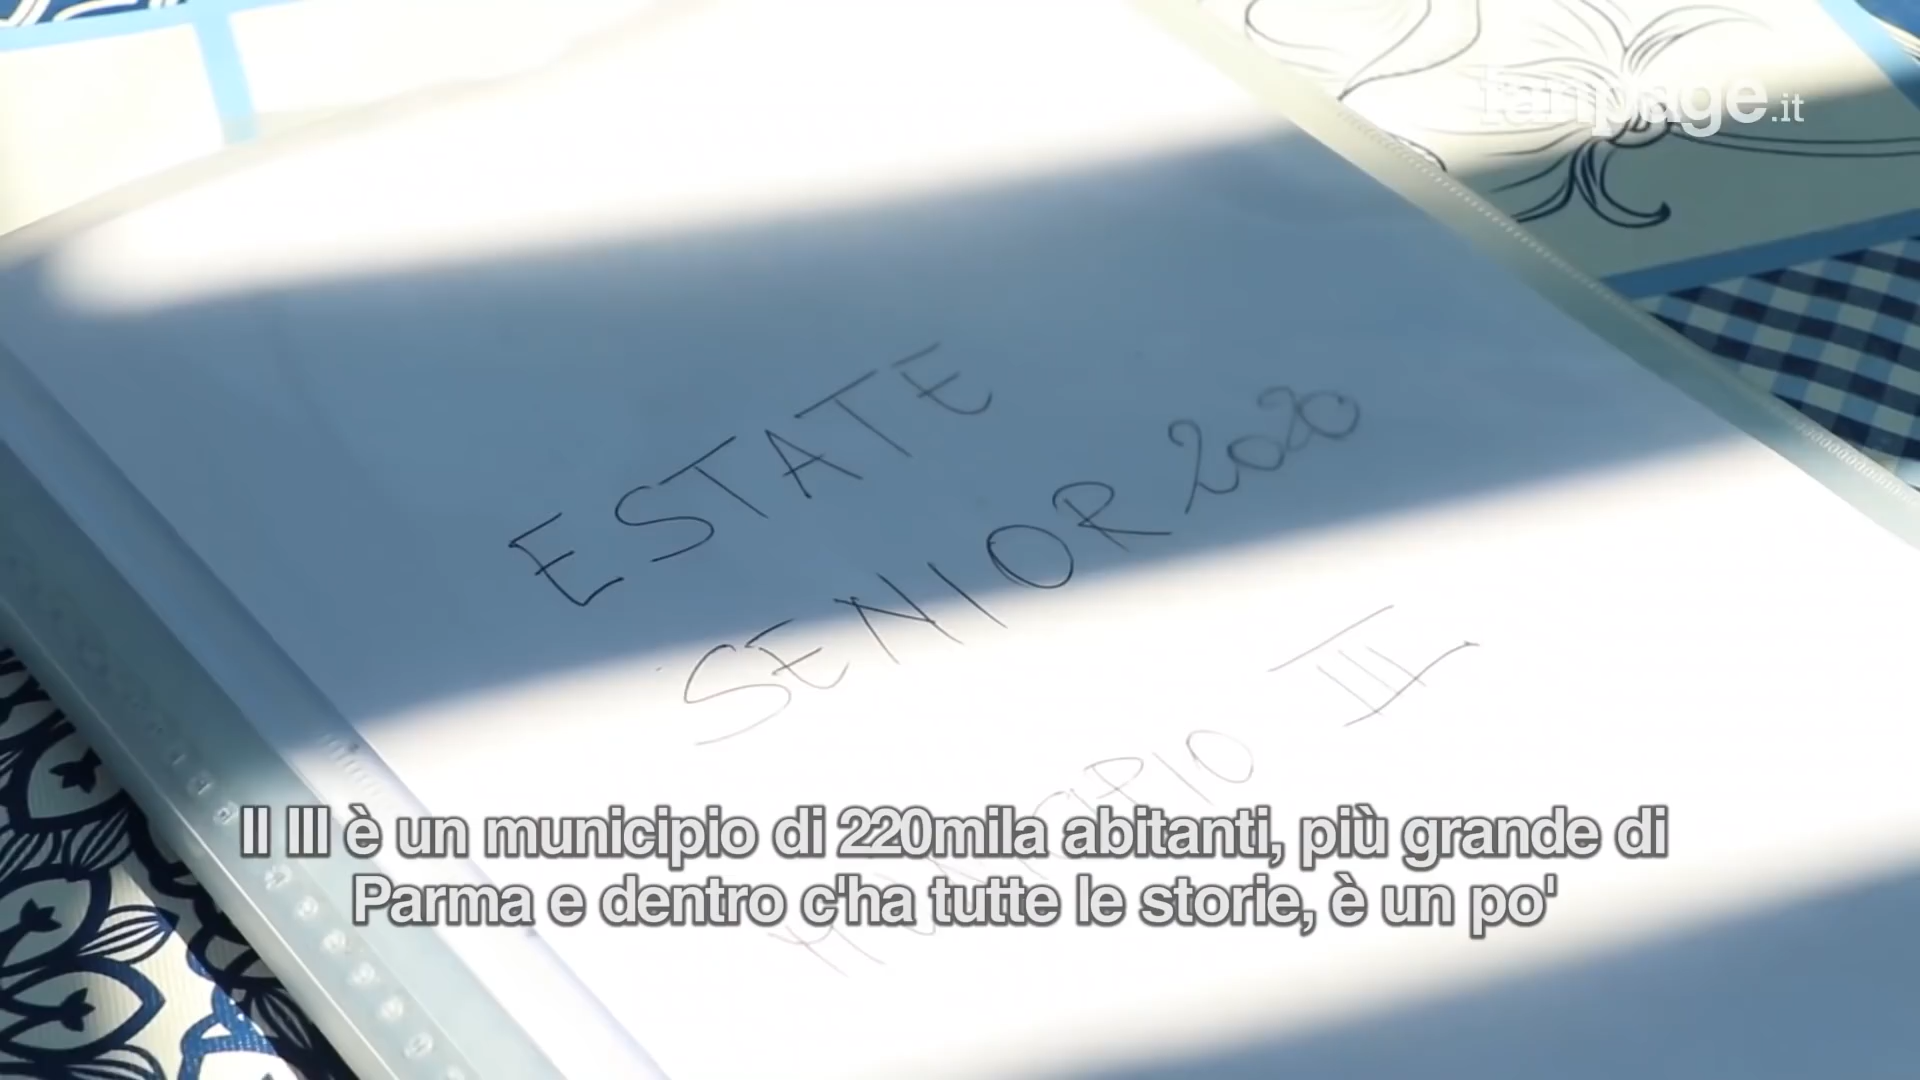 fanpage.it
ESTATE
SENIOR 2020
MUNICIPIO III
Il III è un municipio di 220mila abitanti, più grande di
Parma e dentro c'ha tutte le storie, è un po'